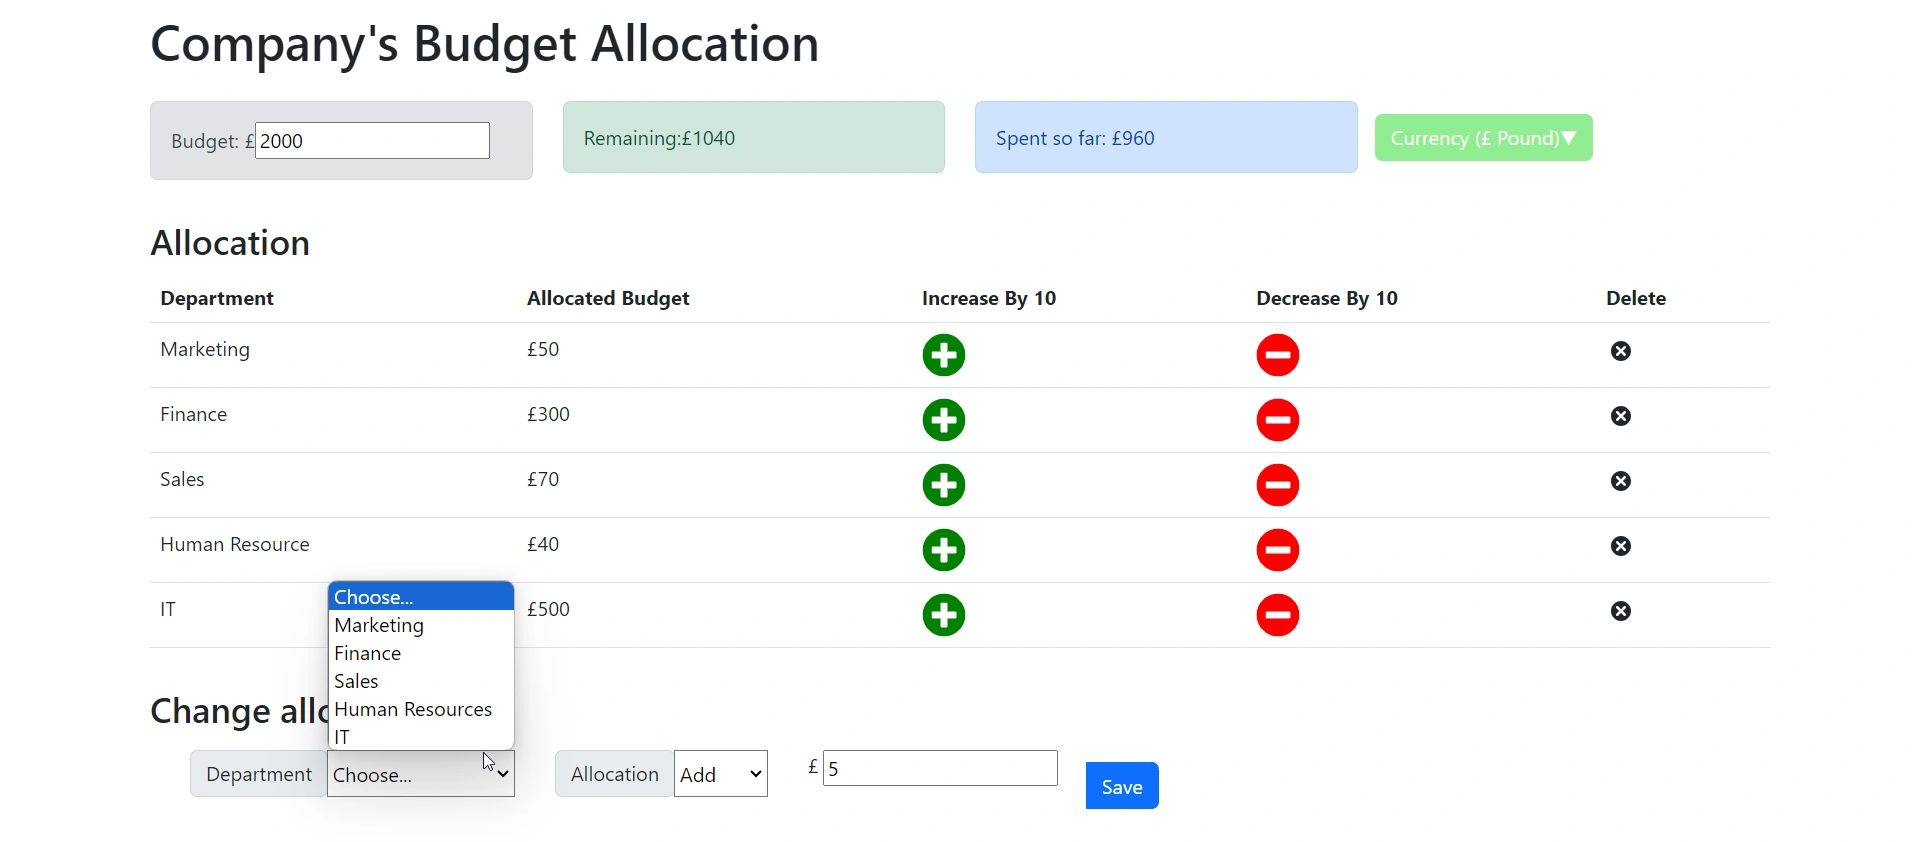 Company's Budget Allocation
Budget: £ 2000
Remaining:£1040
Spent so far: £960
Currency (£ Pound)▼
Allocation
Department Allocated Budget Increase By 10 Decrease By 10 Delete
Marketing £50
Finance £300
Sales £70
Human Resource £40
IT £500
Choose...
Marketing
Finance
Sales
Human Resources
IT
Change allo
Department Choose... Allocation Add £ 5 Save